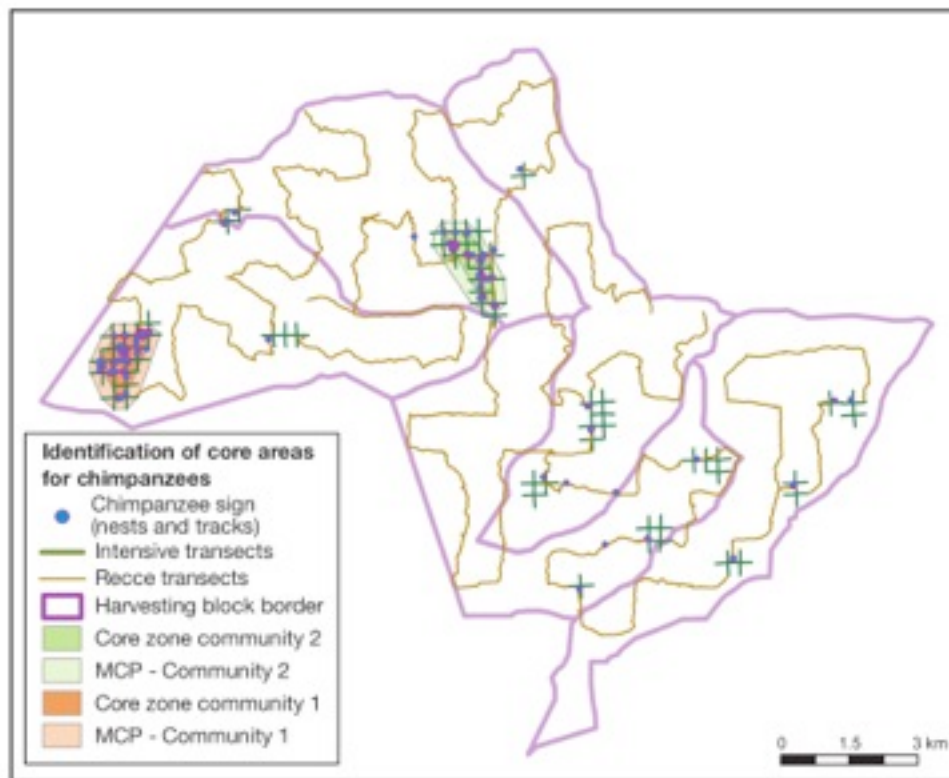 Identification of core areas
for chimpanzees
Chimpanzee sign
(nests and tracks)
Intensive transects
Recce transects
Harvesting block border
Core zone community 2
MCP - Community 2
Core zone community 1
MCP - Community 1
0 1.5 3 km